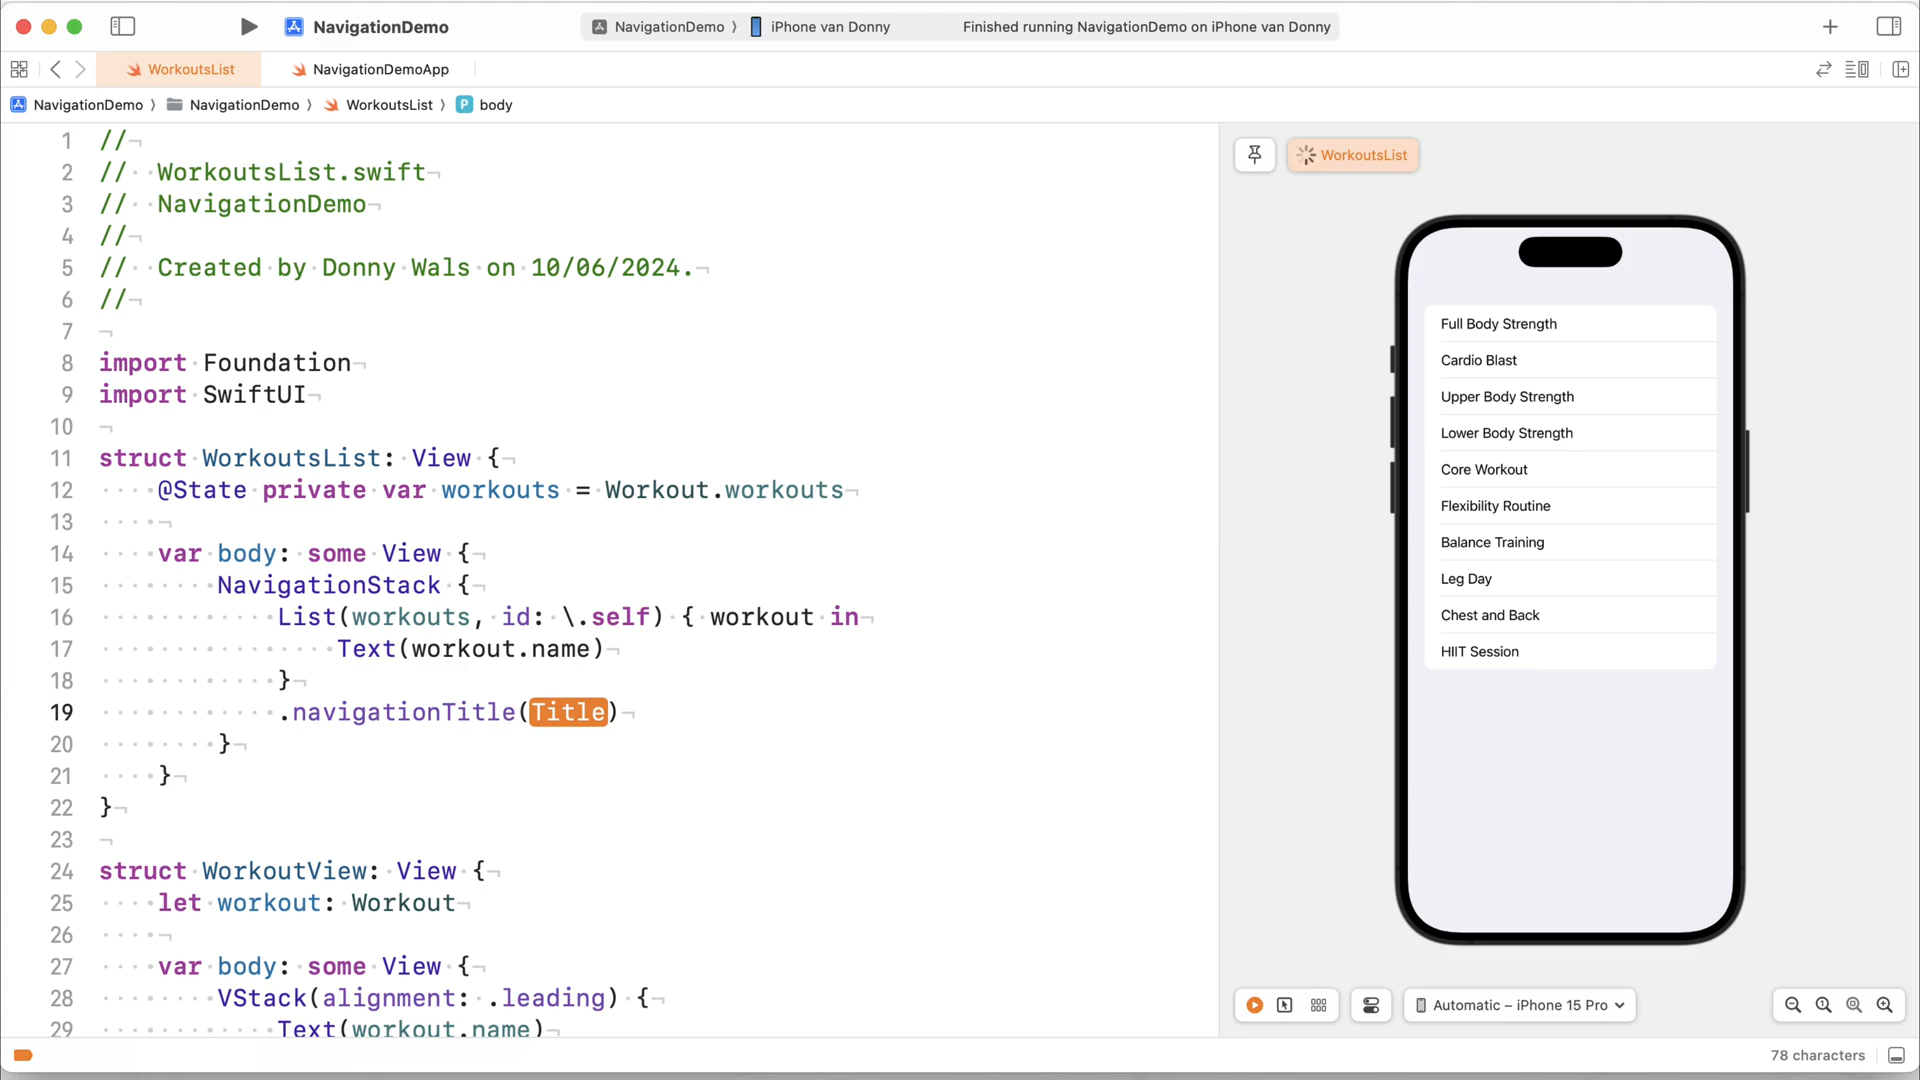 NavigationDemo
NavigationDemo 〉 iPhone van Donny
Finished running NavigationDemo on iPhone van Donny
WorkoutsList
NavigationDemoApp
NavigationDemo 〉 NavigationDemo 〉 WorkoutsList 〉 P body
1 //
2 //  WorkoutsList.swift
3 //  NavigationDemo
4 //
5 //  Created by Donny Wals on 10/06/2024.
6 //
7
8 import Foundation
9 import SwiftUI
10
11 struct WorkoutsList: View {
12     @State private var workouts = Workout.workouts
13
14     var body: some View {
15         NavigationStack {
16             List(workouts, id: \.self) { workout in
17                 Text(workout.name)
18             }
19             .navigationTitle(Title)
20         }
21     }
22 }
23
24 struct WorkoutView: View {
25     let workout: Workout
26
27     var body: some View {
28         VStack(alignment: .leading) {
29             Text(workout.name)
WorkoutsList
Full Body Strength
Cardio Blast
Upper Body Strength
Lower Body Strength
Core Workout
Flexibility Routine
Balance Training
Leg Day
Chest and Back
HIIT Session
Automatic – iPhone 15 Pro
78 characters